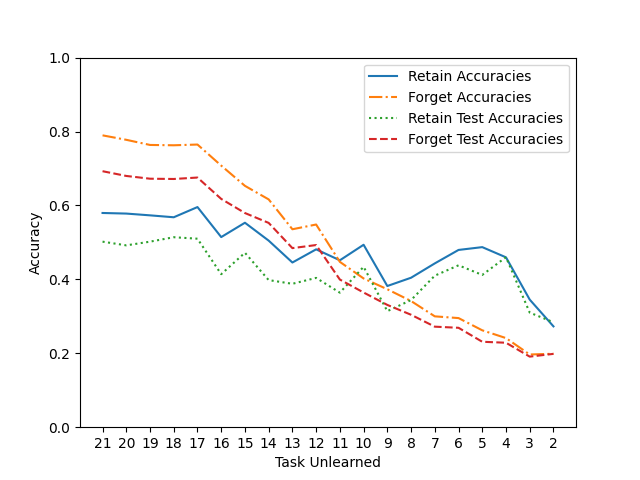 1.0
0.8
0.6
0.4
0.2
0.0
Accuracy
Retain Accuracies
Forget Accuracies
Retain Test Accuracies
Forget Test Accuracies
21 20 19 18 17 16 15 14 13 12 11 10 9 8 7 6 5 4 3 2
Task Unlearned